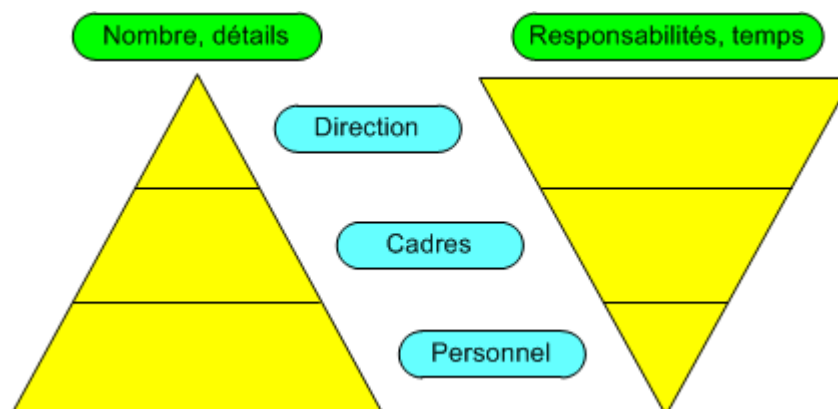 Nombre, détails
Responsabilités, temps
Direction
Cadres
Personnel